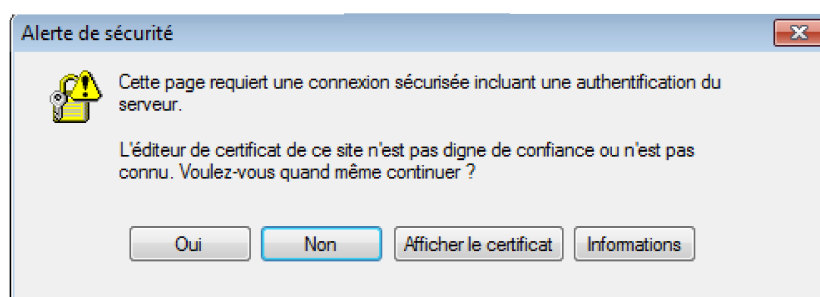 Alerte de sécurité
Cette page requiert une connexion sécurisée incluant une authentification du
serveur.
L'éditeur de certificat de ce site n'est pas digne de confiance ou n'est pas
connu. Voulez-vous quand même continuer ?
Oui Non Afficher le certificat Informations